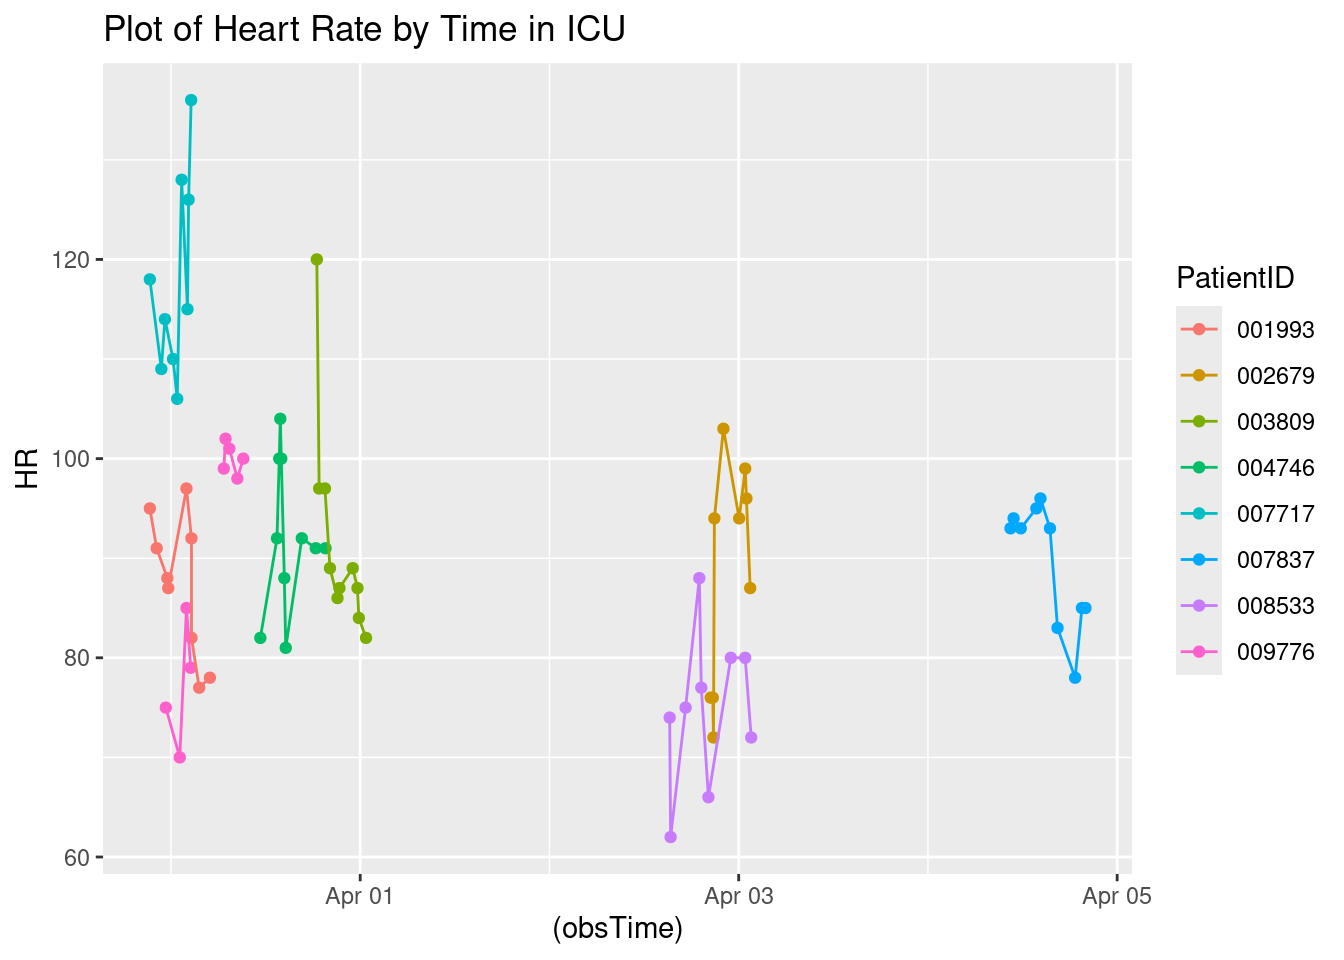 Plot of Heart Rate by Time in ICU
HR
120
100
80
60
Apr 01
Apr 03
Apr 05
(obsTime)
PatientID
001993
002679
003809
004746
007717
007837
008533
009776